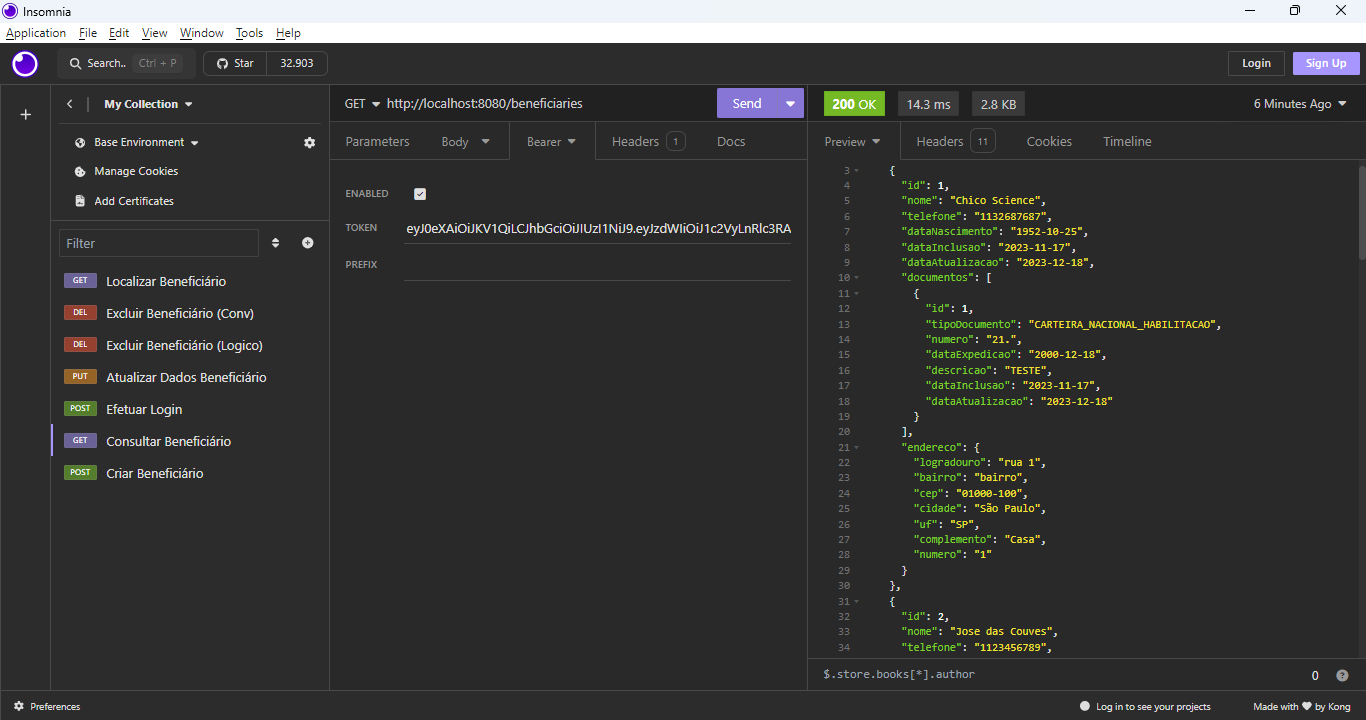 Insomnia
Application File Edit View Window Tools Help
Search.. Ctrl + P Star 32.903 Login Sign Up
My Collection
Base Environment
Manage Cookies
Add Certificates
Filter
GET Localizar Beneficiário
DEL Excluir Beneficiário (Conv)
DEL Excluir Beneficiário (Logico)
PUT Atualizar Dados Beneficiário
POST Efetuar Login
GET Consultar Beneficiário
POST Criar Beneficiário
GET http://localhost:8080/beneficiaries Send
Parameters Body Bearer Headers 1 Docs
ENABLED
TOKEN eyJ0eXAiOiJKV1QiLCJhbGciOiJIUzI1NiJ9.eyJzdWIiOiJ1c2VyLnRlc3RA
PREFIX
200 OK 14.3 ms 2.8 KB 6 Minutes Ago
Preview Headers 11 Cookies Timeline
3 {
4 "id": 1,
5 "nome": "Chico Science",
6 "telefone": "1132687687",
7 "dataNascimento": "1952-10-25",
8 "dataInclusao": "2023-11-17",
9 "dataAtualizacao": "2023-12-18",
10 "documentos": [
11 {
12 "id": 1,
13 "tipoDocumento": "CARTEIRA_NACIONAL_HABILITACAO",
14 "numero": "21.",
15 "dataExpedicao": "2000-12-18",
16 "descricao": "TESTE",
17 "dataInclusao": "2023-11-17",
18 "dataAtualizacao": "2023-12-18"
19 }
20 ],
21 "endereco": {
22 "logradouro": "rua 1",
23 "bairro": "bairro",
24 "cep": "01000-100",
25 "cidade": "São Paulo",
26 "uf": "SP",
27 "complemento": "Casa",
28 "numero": "1"
29 }
30 },
31 {
32 "id": 2,
33 "nome": "Jose das Couves",
34 "telefone": "1123456789",
$.store.books[*].author 0
Preferences
Log in to see your projects Made with ♥ by Kong